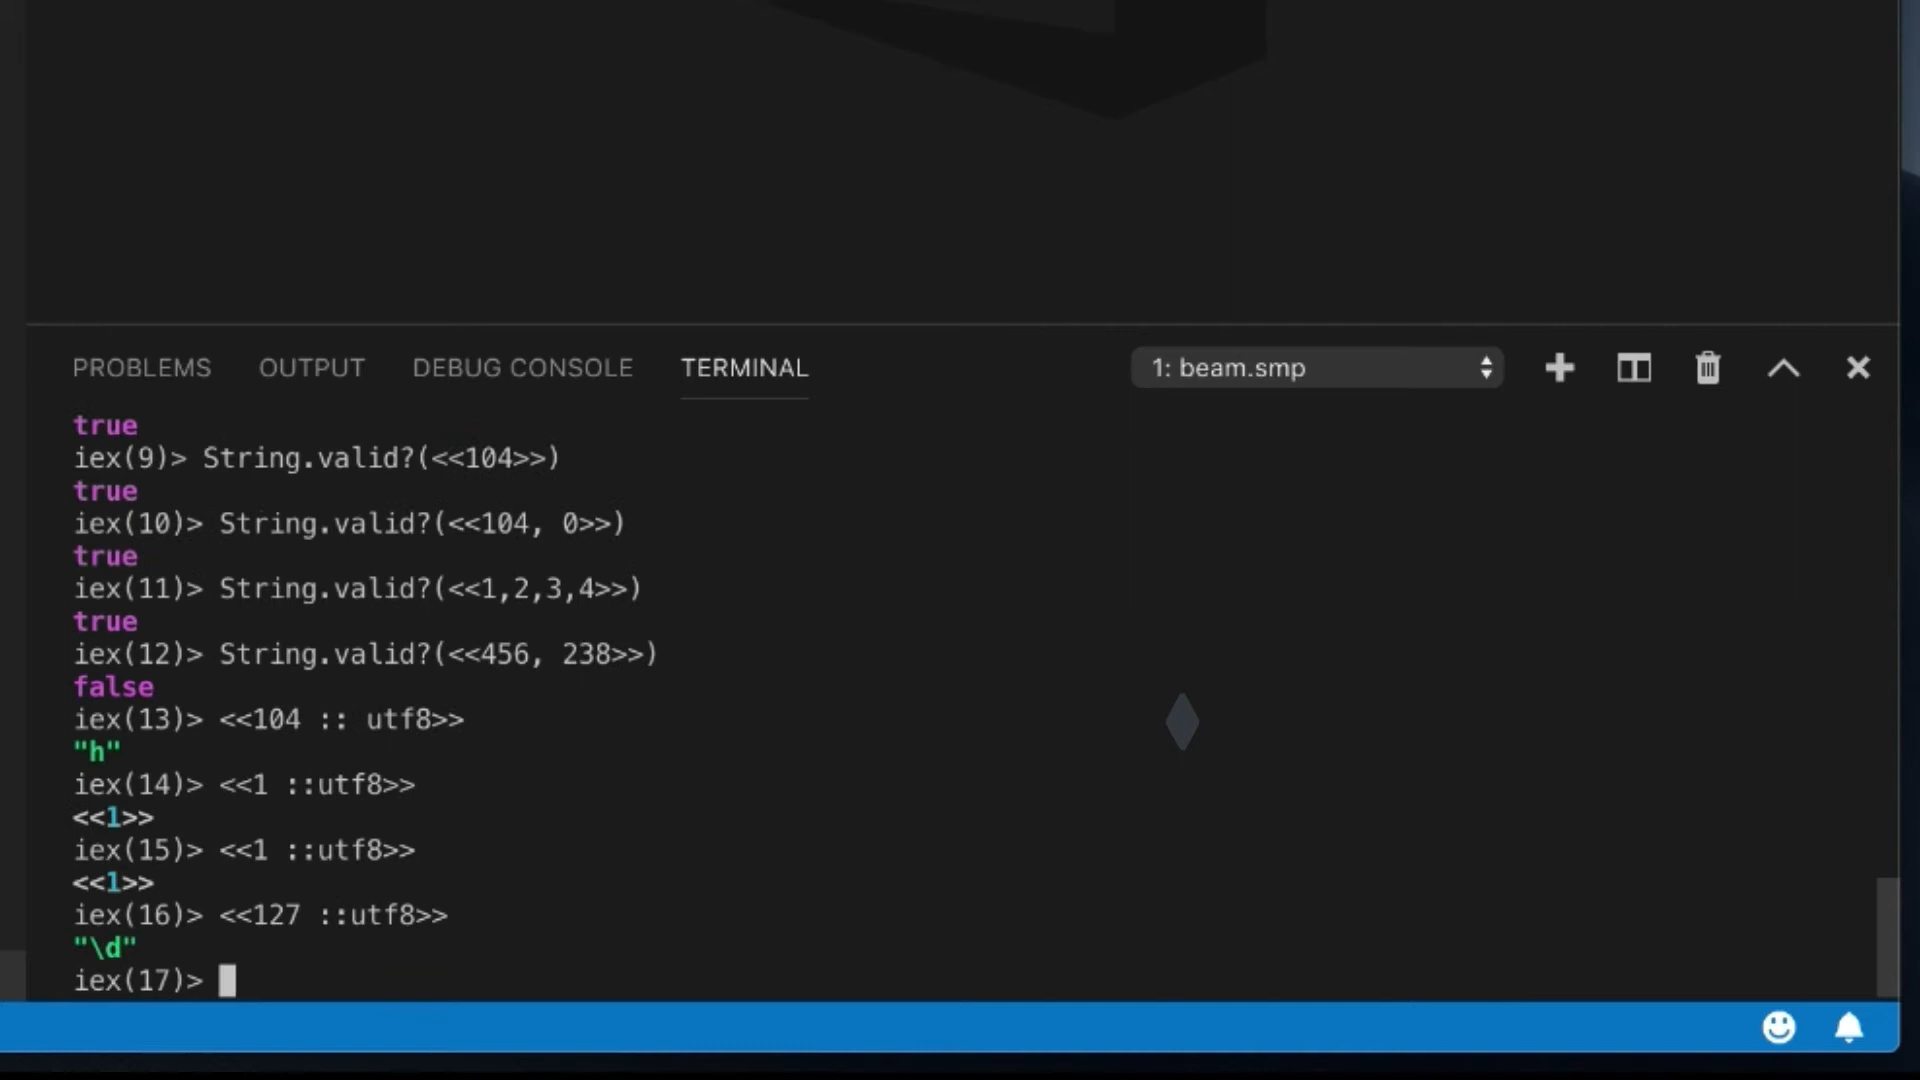 PROBLEMS OUTPUT DEBUG CONSOLE TERMINAL 1: beam.smp
true
iex(9)> String.valid?(<<104>>)
true
iex(10)> String.valid?(<<104, 0>>)
true
iex(11)> String.valid?(<<1,2,3,4>>)
true
iex(12)> String.valid?(<<456, 238>>)
false
iex(13)> <<104 :: utf8>>
"h"
iex(14)> <<1 ::utf8>>
<<1>>
iex(15)> <<1 ::utf8>>
<<1>>
iex(16)> <<127 ::utf8>>
"\d"
iex(17)>